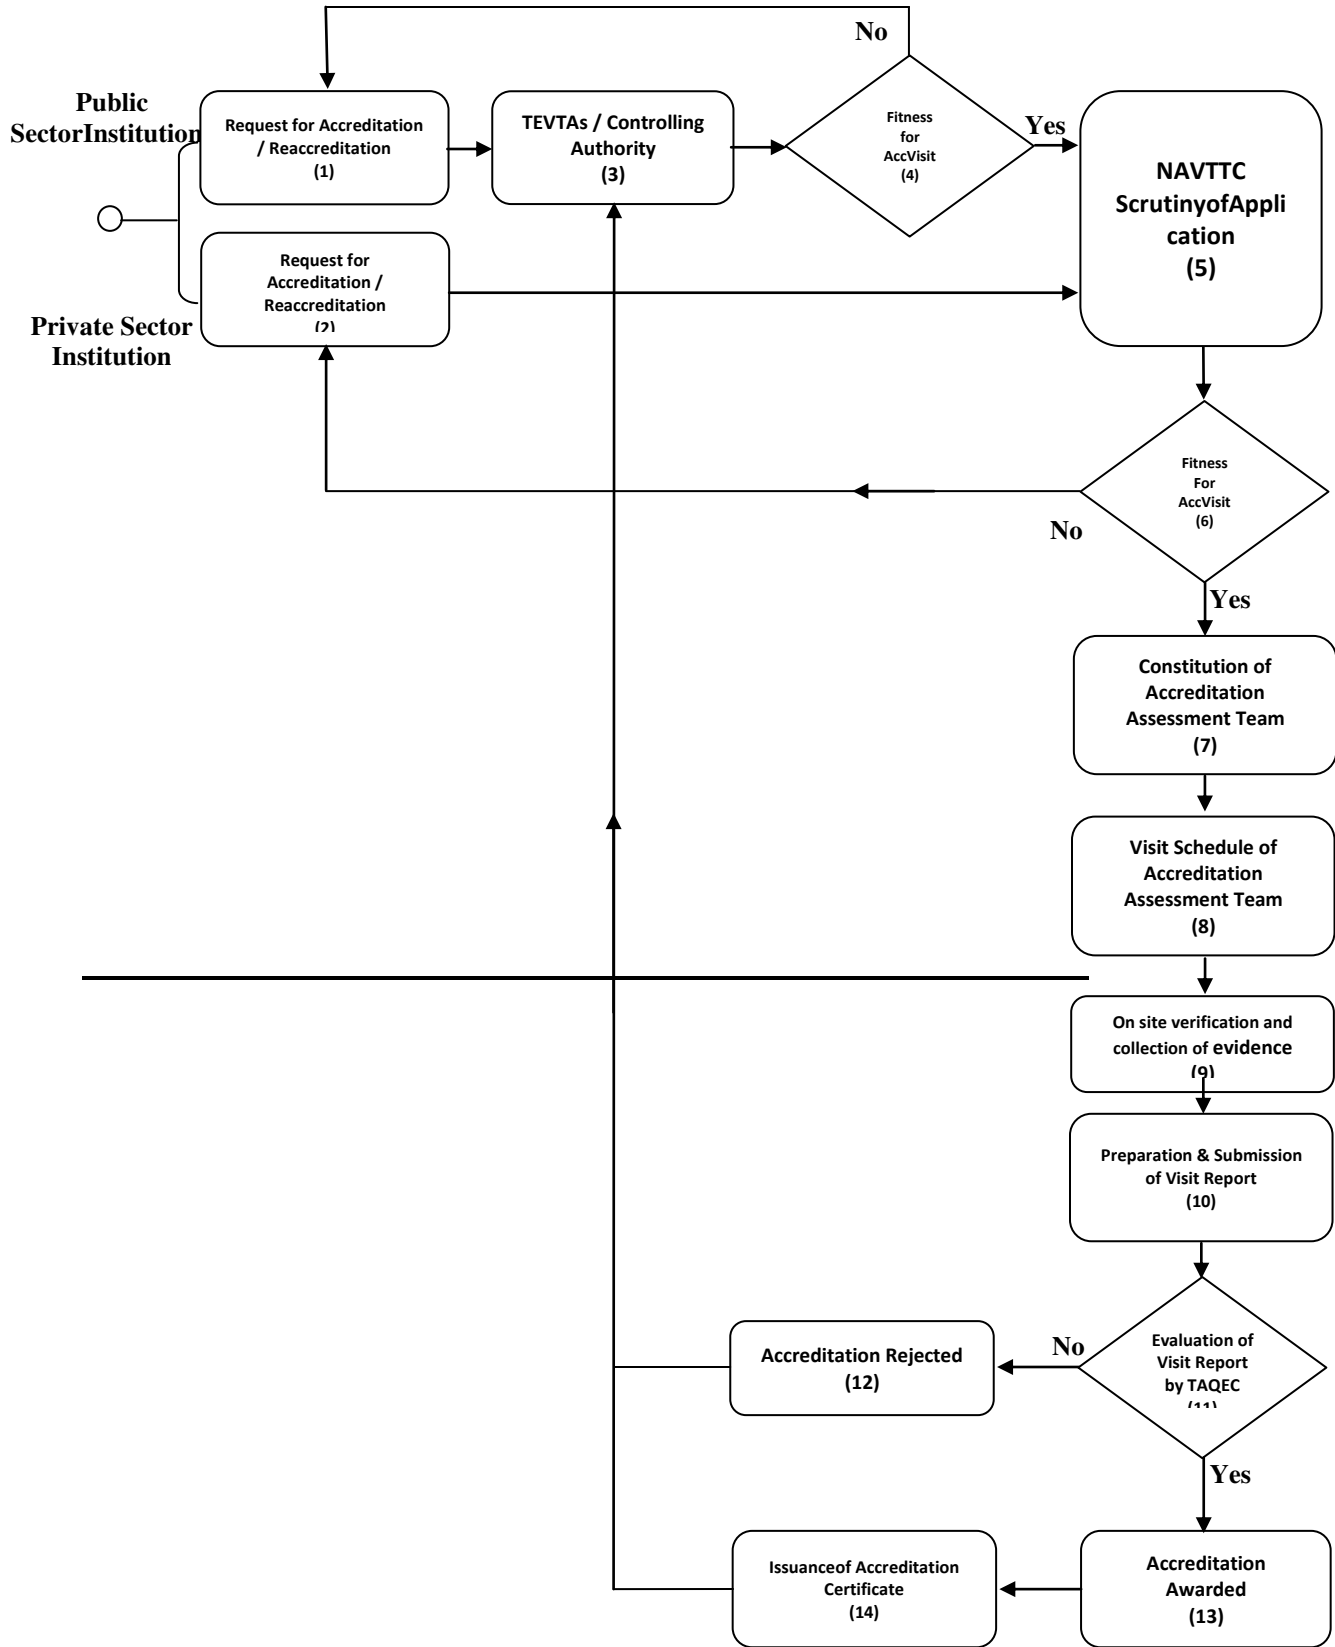 No
Public
SectorInstitution
Request for Accreditation
/ Reaccreditation
(1)
TEVTAs / Controlling
Authority
(3)
Fitness
for
AccVisit
(4)
Yes
NAVTTC
ScrutinyofAppli
cation
(5)
Request for
Accreditation /
Reaccreditation
(2)
Private Sector
Institution
Fitness
For
AccVisit
(6)
No
Yes
Constitution of
Accreditation
Assessment Team
(7)
Visit Schedule of
Accreditation
Assessment Team
(8)
On site verification and
collection of evidence
(9)
Preparation & Submission
of Visit Report
(10)
Evaluation of
Visit Report
by TAQEC
(11)
No
Accreditation Rejected
(12)
Yes
Issuanceof Accreditation
Certificate
(14)
Accreditation
Awarded
(13)